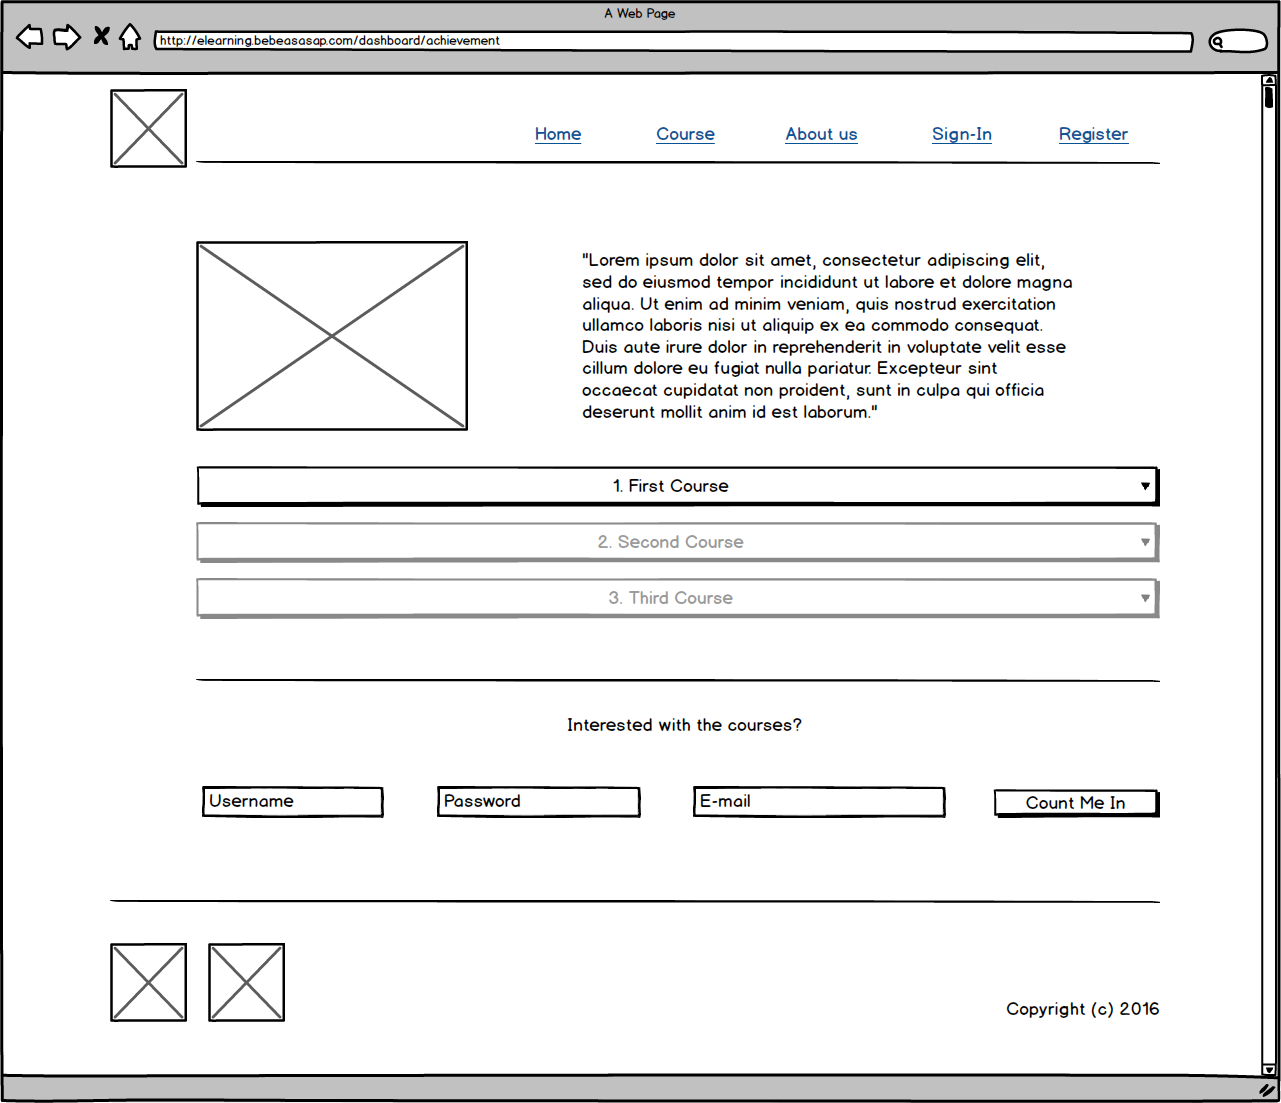 A Web Page
http://elearning.bebeasasap.com/dashboard/achievement
Home Course About us Sign-In Register
"Lorem ipsum dolor sit amet, consectetur adipiscing elit,
sed do eiusmod tempor incididunt ut labore et dolore magna
aliqua. Ut enim ad minim veniam, quis nostrud exercitation
ullamco laboris nisi ut aliquip ex ea commodo consequat.
Duis aute irure dolor in reprehenderit in voluptate velit esse
cillum dolore eu fugiat nulla pariatur. Excepteur sint
occaecat cupidatat non proident, sunt in culpa qui officia
deserunt mollit anim id est laborum."
1. First Course
2. Second Course
3. Third Course
Interested with the courses?
Username Password E-mail Count Me In
Copyright (c) 2016